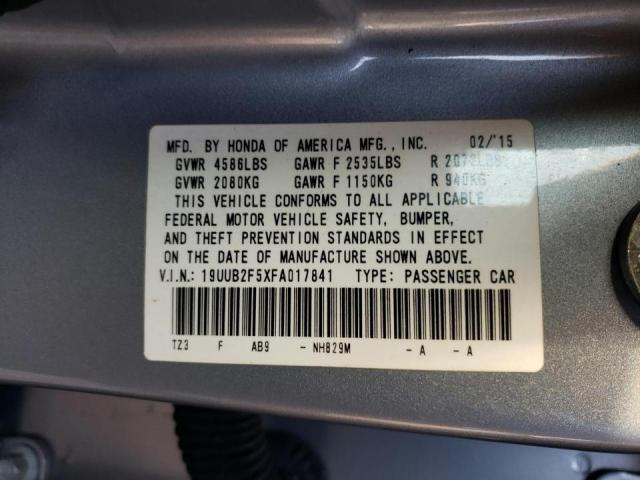 MFD. BY HONDA OF AMERICA MFG., INC. 02/'15
GVWR 4586LBS GAWR F 2535LBS R 2073LBS
GVWR 2080KG GAWR F 1150KG R 940KG
THIS VEHICLE CONFORMS TO ALL APPLICABLE
FEDERAL MOTOR VEHICLE SAFETY, BUMPER,
AND THEFT PREVENTION STANDARDS IN EFFECT
ON THE DATE OF MANUFACTURE SHOWN ABOVE.
V.I.N.: 19UUB2F5XFA017841 TYPE: PASSENGER CAR
TZ3 F AB9 - NH829M - A - A